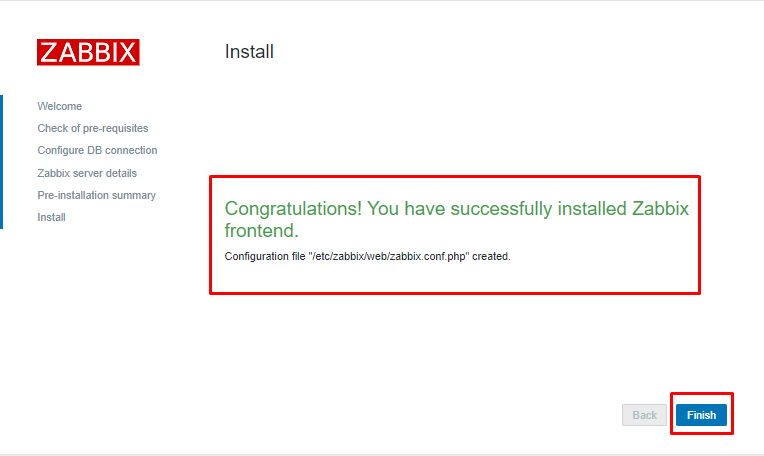 ZABBIX
Install
Welcome
Check of pre-requisites
Configure DB connection
Zabbix server details
Pre-installation summary
Install
Congratulations! You have successfully installed Zabbix
frontend.
Configuration file "/etc/zabbix/web/zabbix.conf.php" created.
Back
Finish